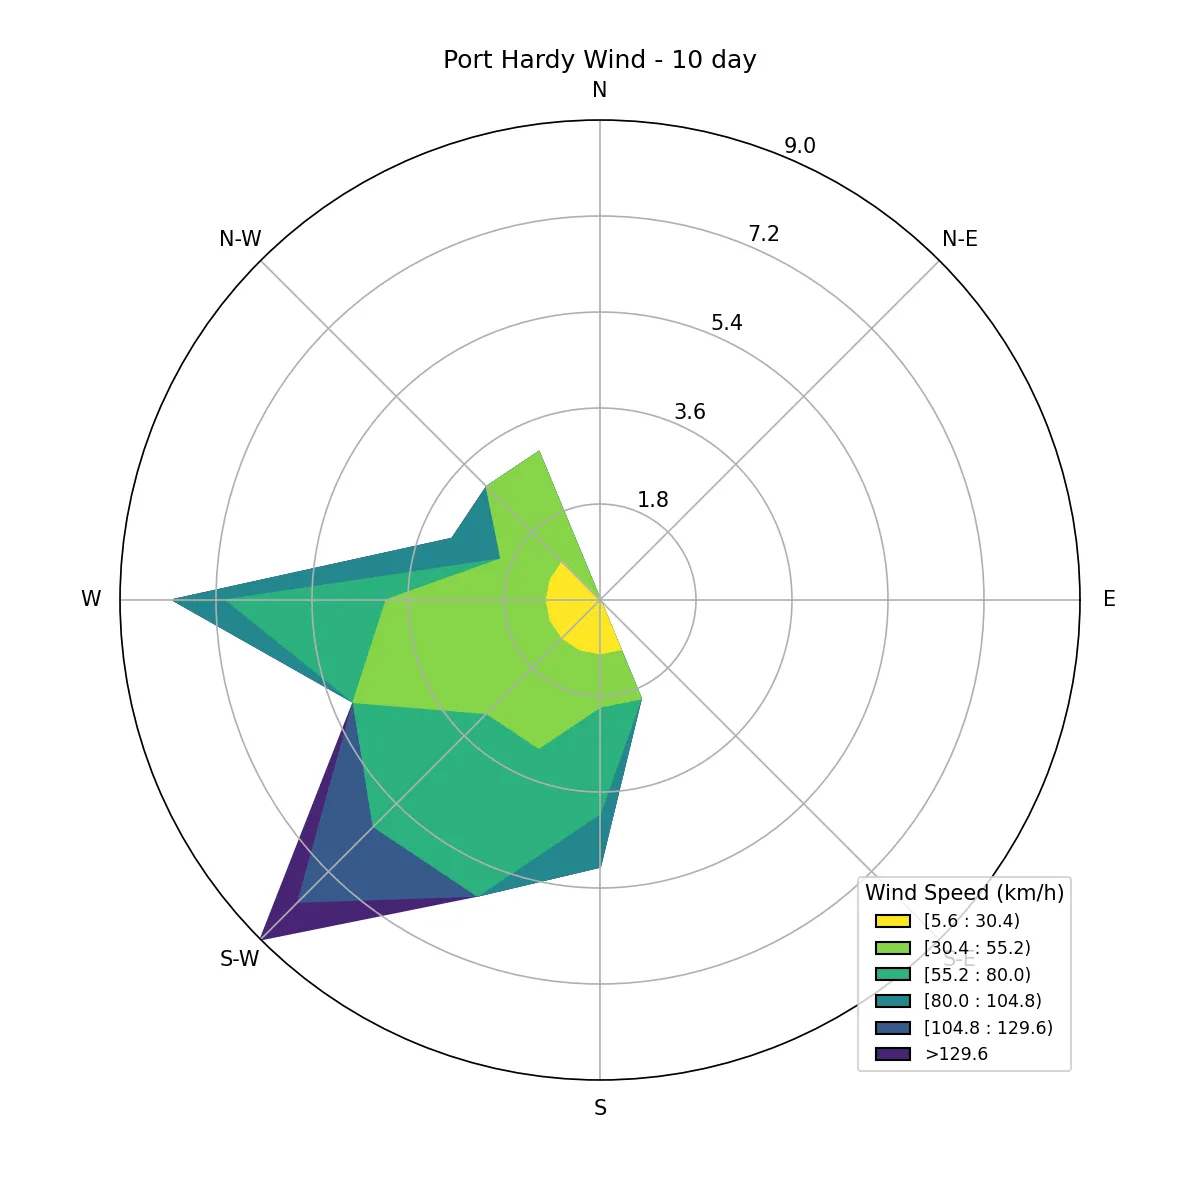 Port Hardy Wind - 10 day
N
9.0
N-W
N-E
7.2
5.4
3.6
1.8
W
E
S-W
S-E
S
Wind Speed (km/h)
[5.6 : 30.4)
[30.4 : 55.2)
[55.2 : 80.0)
[80.0 : 104.8)
[104.8 : 129.6)
>129.6